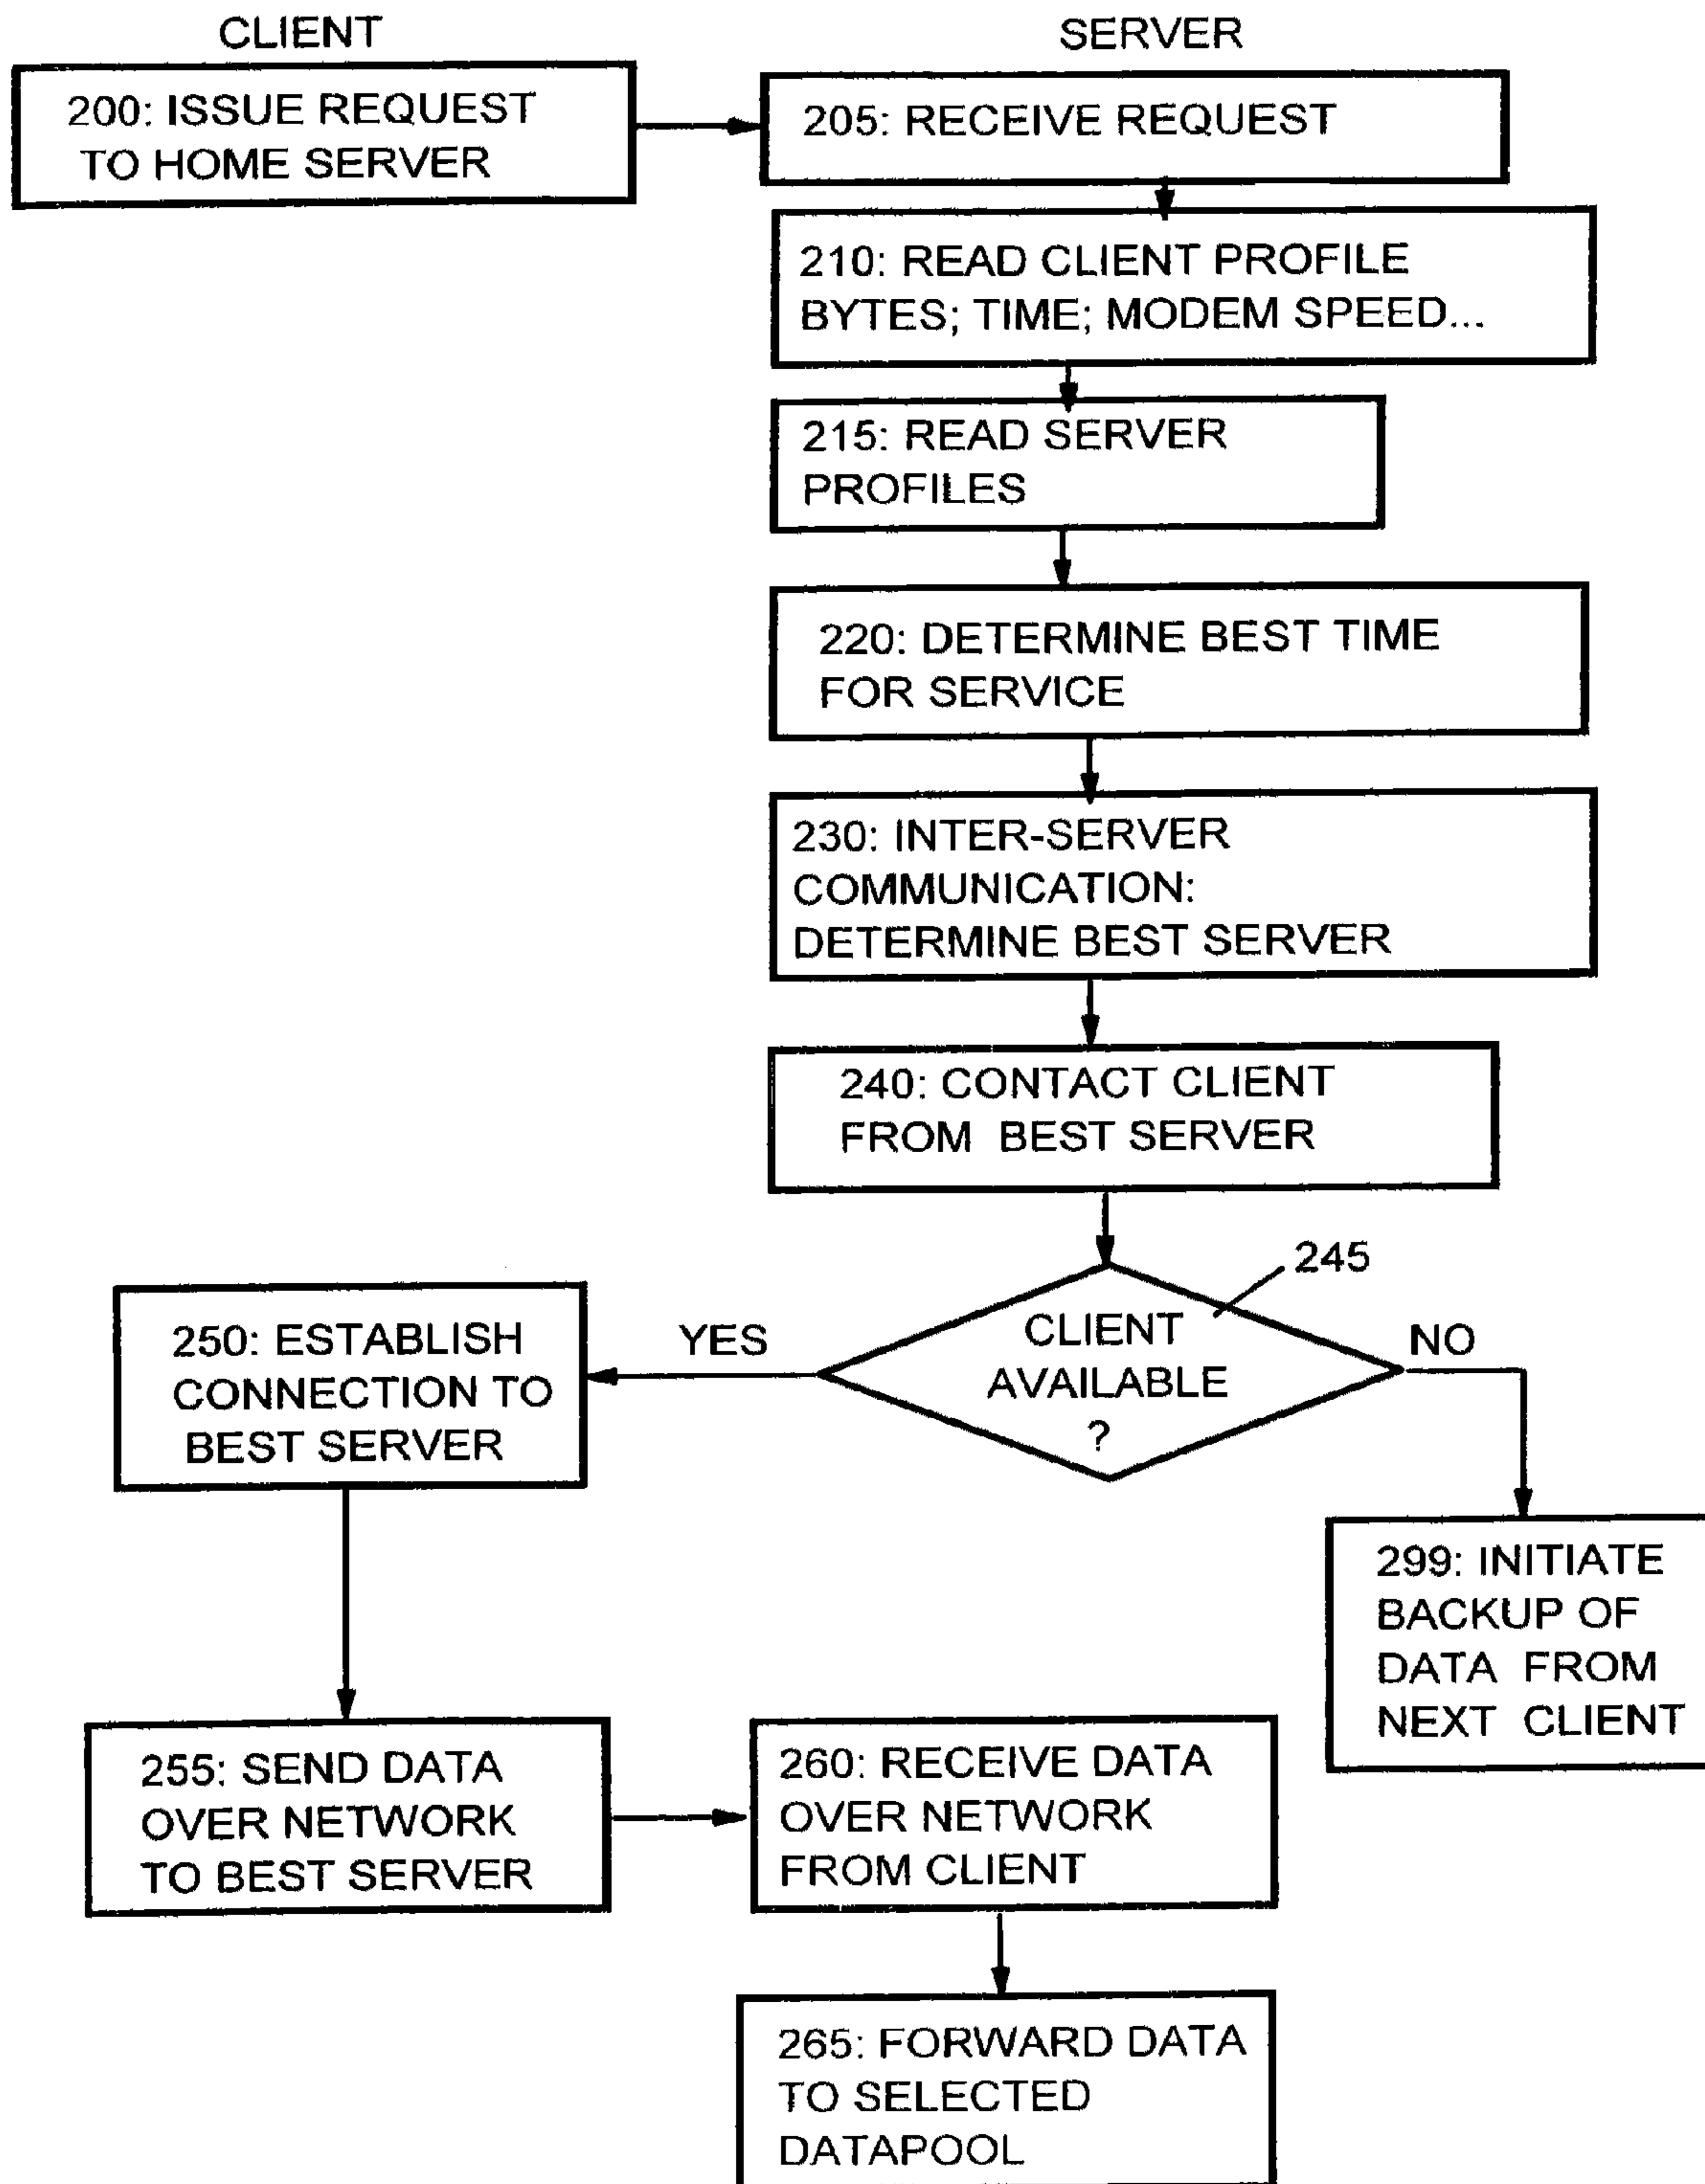 CLIENT
SERVER
200: ISSUE REQUEST
TO HOME SERVER
205: RECEIVE REQUEST
210: READ CLIENT PROFILE
BYTES; TIME; MODEM SPEED...
215: READ SERVER
PROFILES
220: DETERMINE BEST TIME
FOR SERVICE
230: INTER-SERVER
COMMUNICATION:
DETERMINE BEST SERVER
240: CONTACT CLIENT
FROM BEST SERVER
245
CLIENT
AVAILABLE
?
YES
NO
250: ESTABLISH
CONNECTION TO
BEST SERVER
299: INITIATE
BACKUP OF
DATA FROM
NEXT CLIENT
255: SEND DATA
OVER NETWORK
TO BEST SERVER
260: RECEIVE DATA
OVER NETWORK
FROM CLIENT
265: FORWARD DATA
TO SELECTED
DATAPOOL